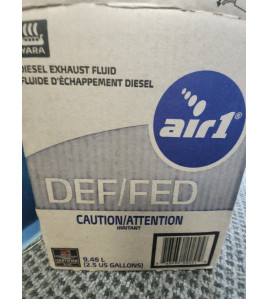 YARA
DIESEL EXHAUST FLUID
FLUIDE D'ÉCHAPPEMENT DIESEL
air1
DEF/FED
CAUTION/ATTENTION
IRRITANT
9.46 L
(2.5 US GALLONS)